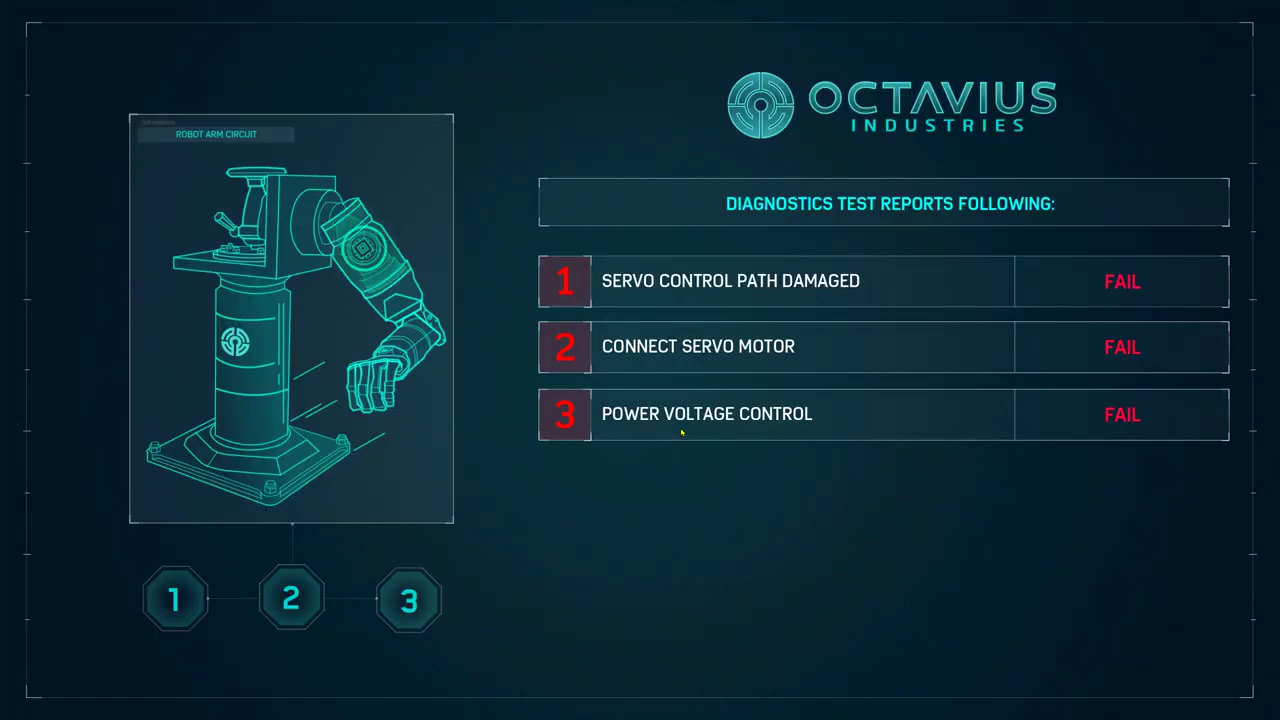 ROBOT ARM CIRCUIT
OCTAVIUS
INDUSTRIES
DIAGNOSTICS TEST REPORTS FOLLOWING:
1 SERVO CONTROL PATH DAMAGED FAIL
2 CONNECT SERVO MOTOR FAIL
3 POWER VOLTAGE CONTROL FAIL
1 2 3